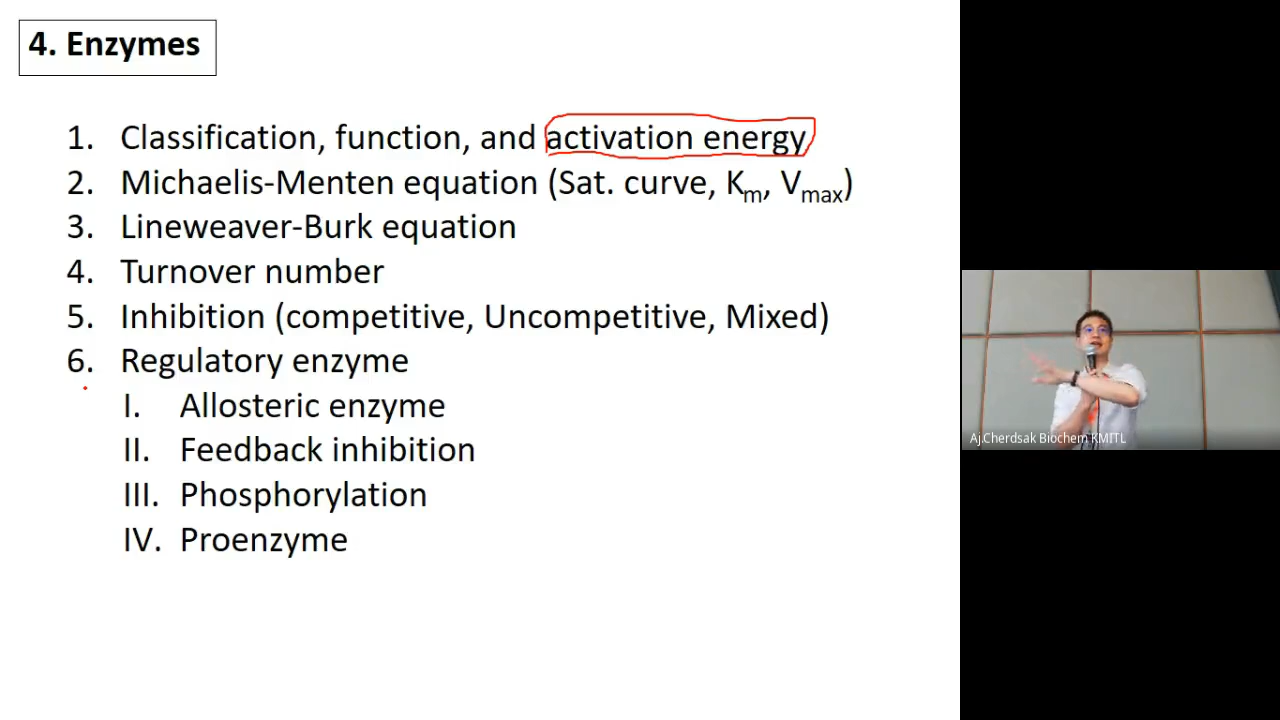 4. Enzymes
1. Classification, function, and activation energy
2. Michaelis-Menten equation (Sat. curve, Km, Vmax)
3. Lineweaver-Burk equation
4. Turnover number
5. Inhibition (competitive, Uncompetitive, Mixed)
6. Regulatory enzyme
I. Allosteric enzyme
II. Feedback inhibition
III. Phosphorylation
IV. Proenzyme
Aj.Cherdsak Biochem KMITL